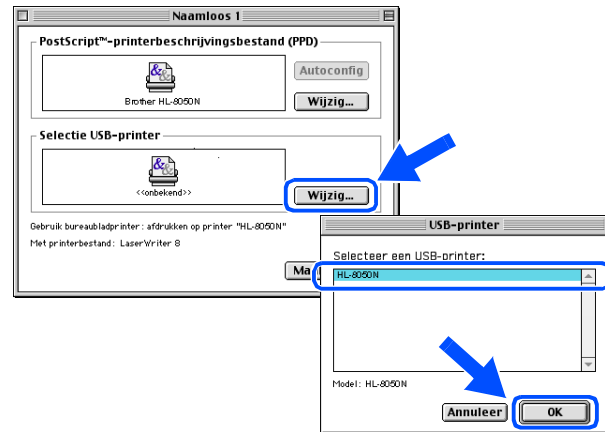 Naamloos 1
PostScript™-printerbeschrijvingsbestand (PPD)
Autoconfig
Brother HL-8050N
Wijzig...
Selectie USB-printer
<<onbekend>>
Wijzig...
Gebruik bureaubladprinter: afdrukken op printer "HL-8050N"
Met printerbestand: LaserWriter 8
Ma
USB-printer
Selecteer een USB-printer:
HL-8050N
Model: HL-8050N
Annuleer
OK